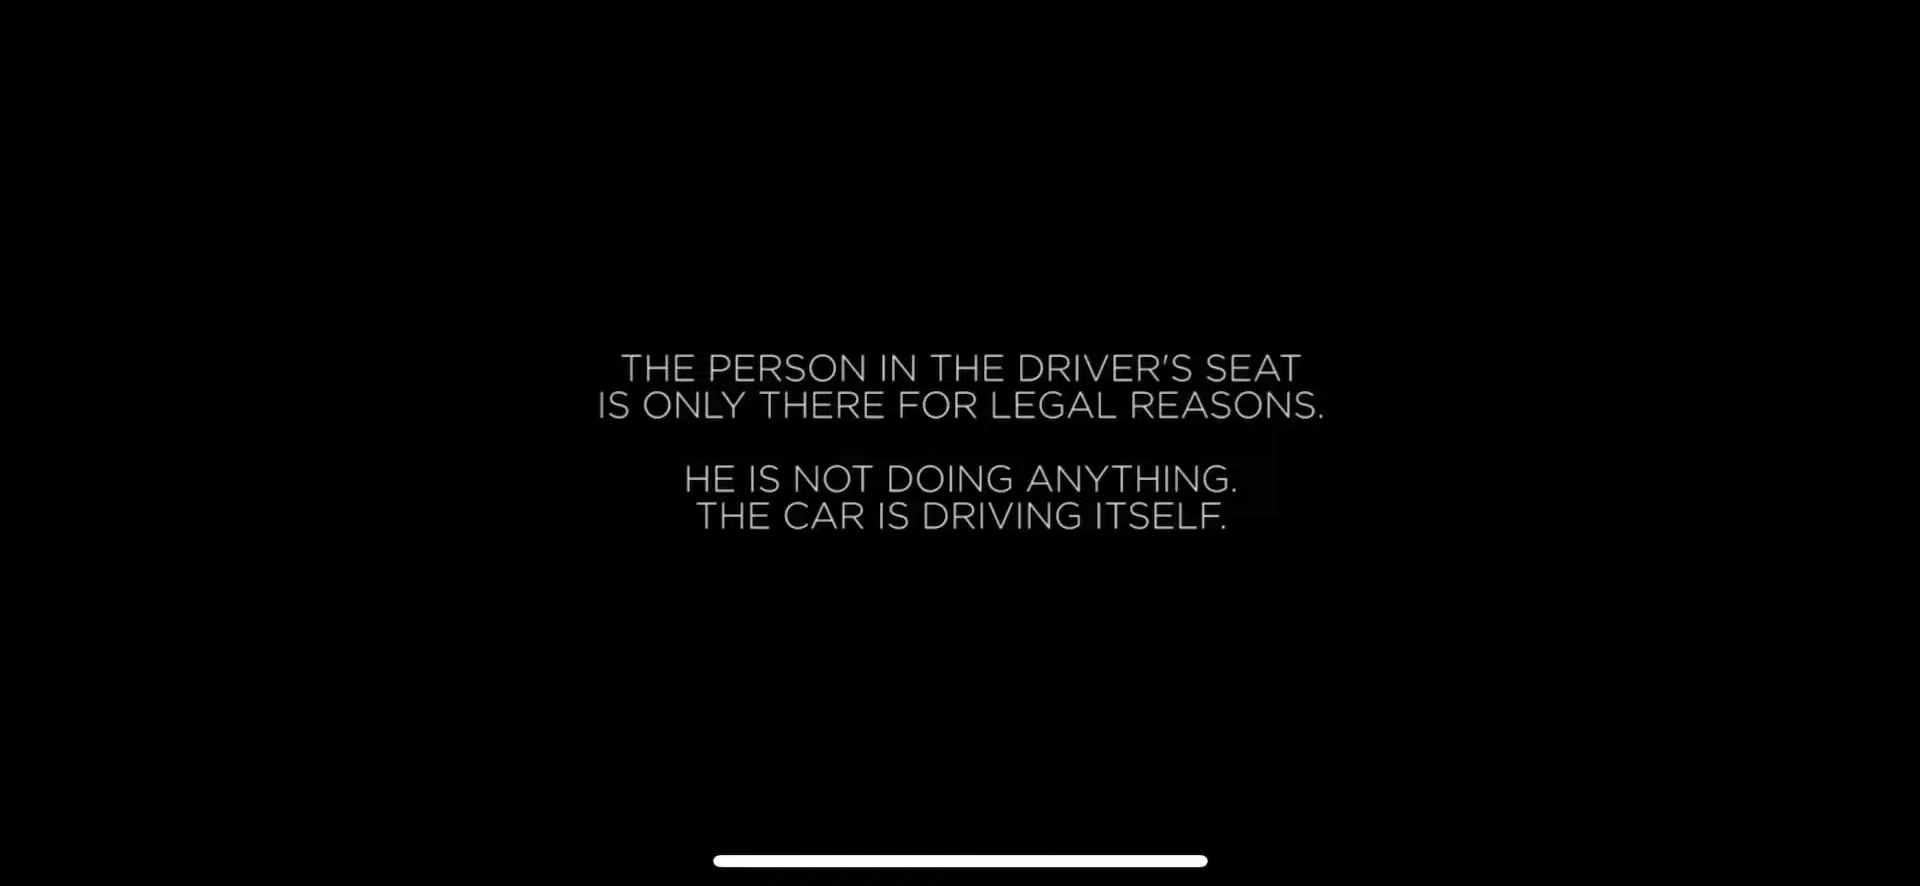 THE PERSON IN THE DRIVER'S SEAT
IS ONLY THERE FOR LEGAL REASONS.
HE IS NOT DOING ANYTHING.
THE CAR IS DRIVING ITSELF.